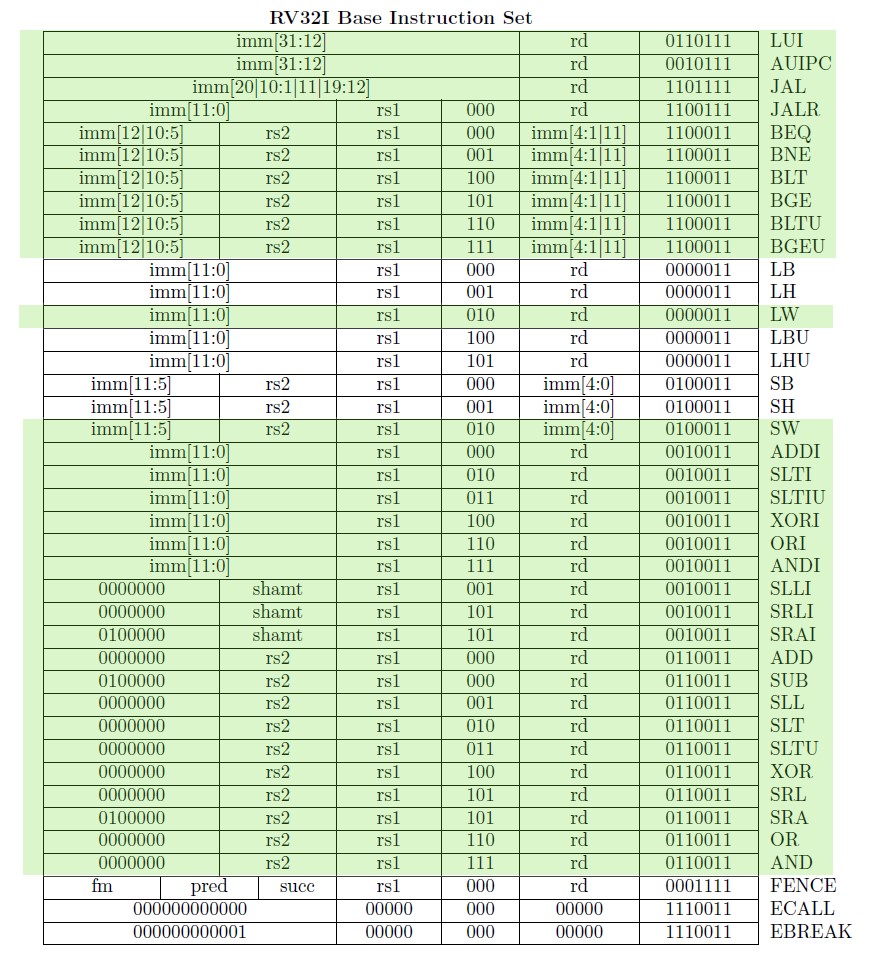 RV32I Base Instruction Set
imm[31:12] rd 0110111 LUI
imm[31:12] rd 0010111 AUIPC
imm[20|10:1|11|19:12] rd 1101111 JAL
imm[11:0] rs1 000 rd 1100111 JALR
imm[12|10:5] rs2 rs1 000 imm[4:1|11] 1100011 BEQ
imm[12|10:5] rs2 rs1 001 imm[4:1|11] 1100011 BNE
imm[12|10:5] rs2 rs1 100 imm[4:1|11] 1100011 BLT
imm[12|10:5] rs2 rs1 101 imm[4:1|11] 1100011 BGE
imm[12|10:5] rs2 rs1 110 imm[4:1|11] 1100011 BLTU
imm[12|10:5] rs2 rs1 111 imm[4:1|11] 1100011 BGEU
imm[11:0] rs1 000 rd 0000011 LB
imm[11:0] rs1 001 rd 0000011 LH
imm[11:0] rs1 010 rd 0000011 LW
imm[11:0] rs1 100 rd 0000011 LBU
imm[11:0] rs1 101 rd 0000011 LHU
imm[11:5] rs2 rs1 000 imm[4:0] 0100011 SB
imm[11:5] rs2 rs1 001 imm[4:0] 0100011 SH
imm[11:5] rs2 rs1 010 imm[4:0] 0100011 SW
imm[11:0] rs1 000 rd 0010011 ADDI
imm[11:0] rs1 010 rd 0010011 SLTI
imm[11:0] rs1 011 rd 0010011 SLTIU
imm[11:0] rs1 100 rd 0010011 XORI
imm[11:0] rs1 110 rd 0010011 ORI
imm[11:0] rs1 111 rd 0010011 ANDI
0000000 shamt rs1 001 rd 0010011 SLLI
0000000 shamt rs1 101 rd 0010011 SRLI
0100000 shamt rs1 101 rd 0010011 SRAI
0000000 rs2 rs1 000 rd 0110011 ADD
0100000 rs2 rs1 000 rd 0110011 SUB
0000000 rs2 rs1 001 rd 0110011 SLL
0000000 rs2 rs1 010 rd 0110011 SLT
0000000 rs2 rs1 011 rd 0110011 SLTU
0000000 rs2 rs1 100 rd 0110011 XOR
0000000 rs2 rs1 101 rd 0110011 SRL
0100000 rs2 rs1 101 rd 0110011 SRA
0000000 rs2 rs1 110 rd 0110011 OR
0000000 rs2 rs1 111 rd 0110011 AND
fm pred succ rs1 000 rd 0001111 FENCE
000000000000 00000 000 00000 1110011 ECALL
000000000001 00000 000 00000 1110011 EBREAK